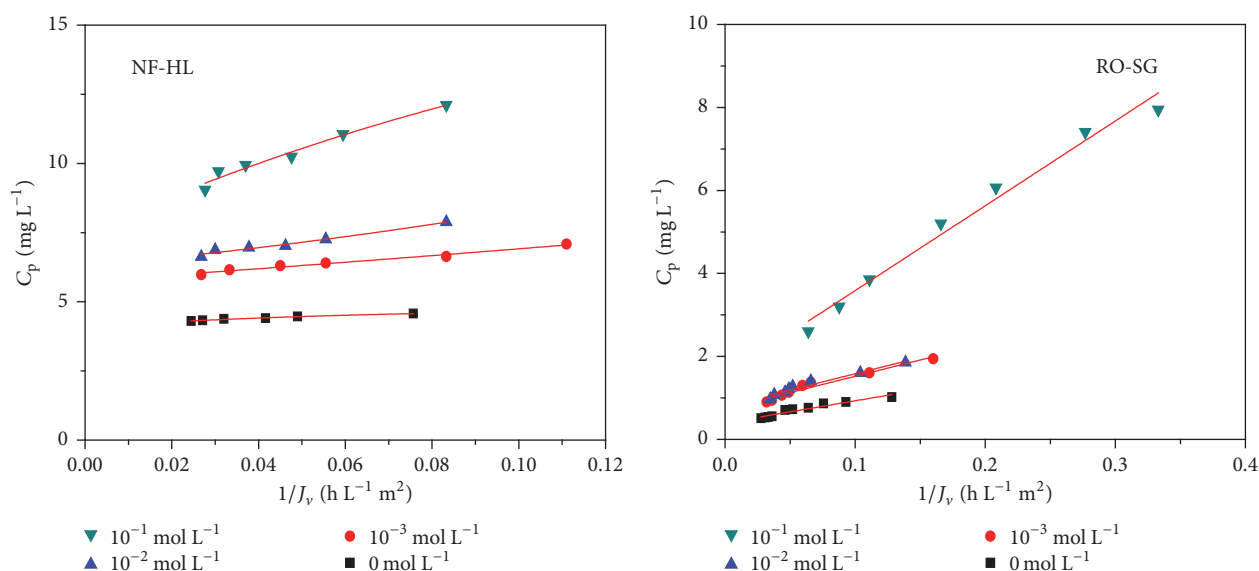 NF-HL
15
10
5
0
C_p (mg L⁻¹)
0.00 0.02 0.04 0.06 0.08 0.10 0.12
1/J_v (h L⁻¹ m²)
10⁻¹ mol L⁻¹ 10⁻³ mol L⁻¹
10⁻² mol L⁻¹ 0 mol L⁻¹
RO-SG
10
8
6
4
2
0
C_p (mg L⁻¹)
0.0 0.1 0.2 0.3 0.4
1/J_v (h L⁻¹ m²)
10⁻¹ mol L⁻¹ 10⁻³ mol L⁻¹
10⁻² mol L⁻¹ 0 mol L⁻¹